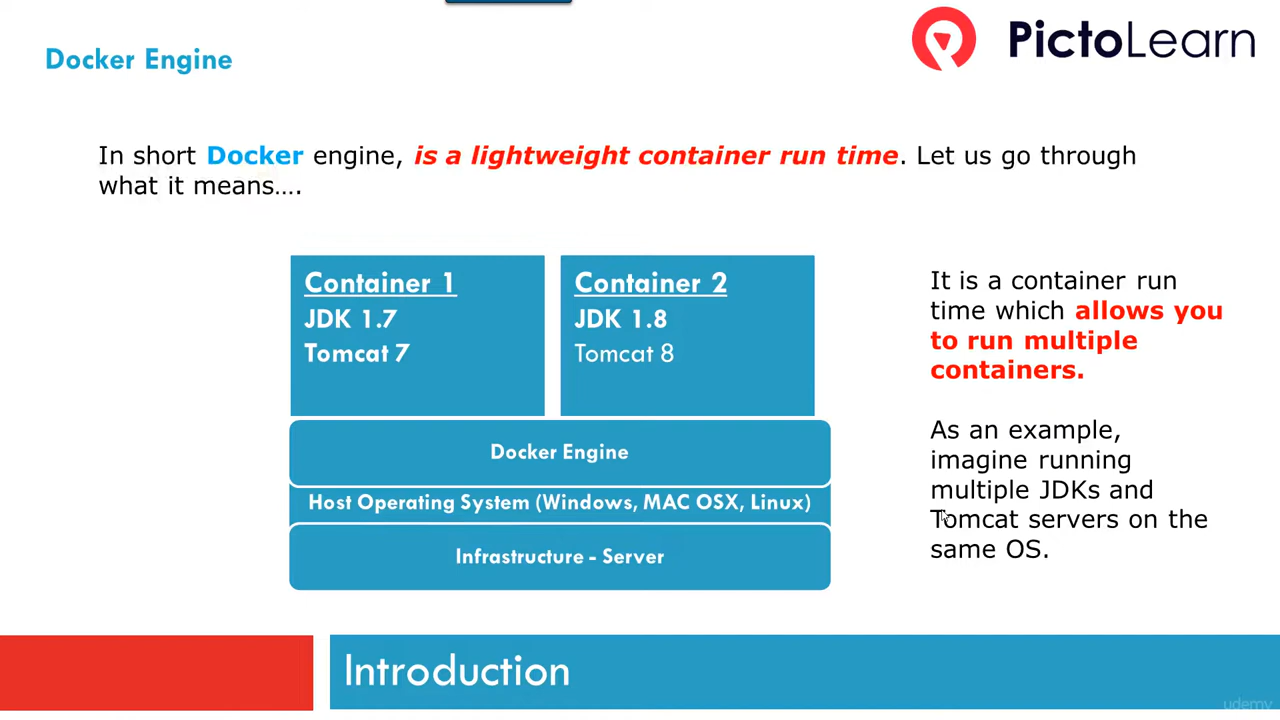 Docker Engine
PictoLearn
In short Docker engine, is a lightweight container run time. Let us go through
what it means....
Container 1
JDK 1.7
Tomcat 7
Container 2
JDK 1.8
Tomcat 8
Docker Engine
Host Operating System (Windows, MAC OSX, Linux)
Infrastructure - Server
It is a container run
time which allows you
to run multiple
containers.
As an example,
imagine running
multiple JDKs and
Tomcat servers on the
same OS.
Introduction
udemy